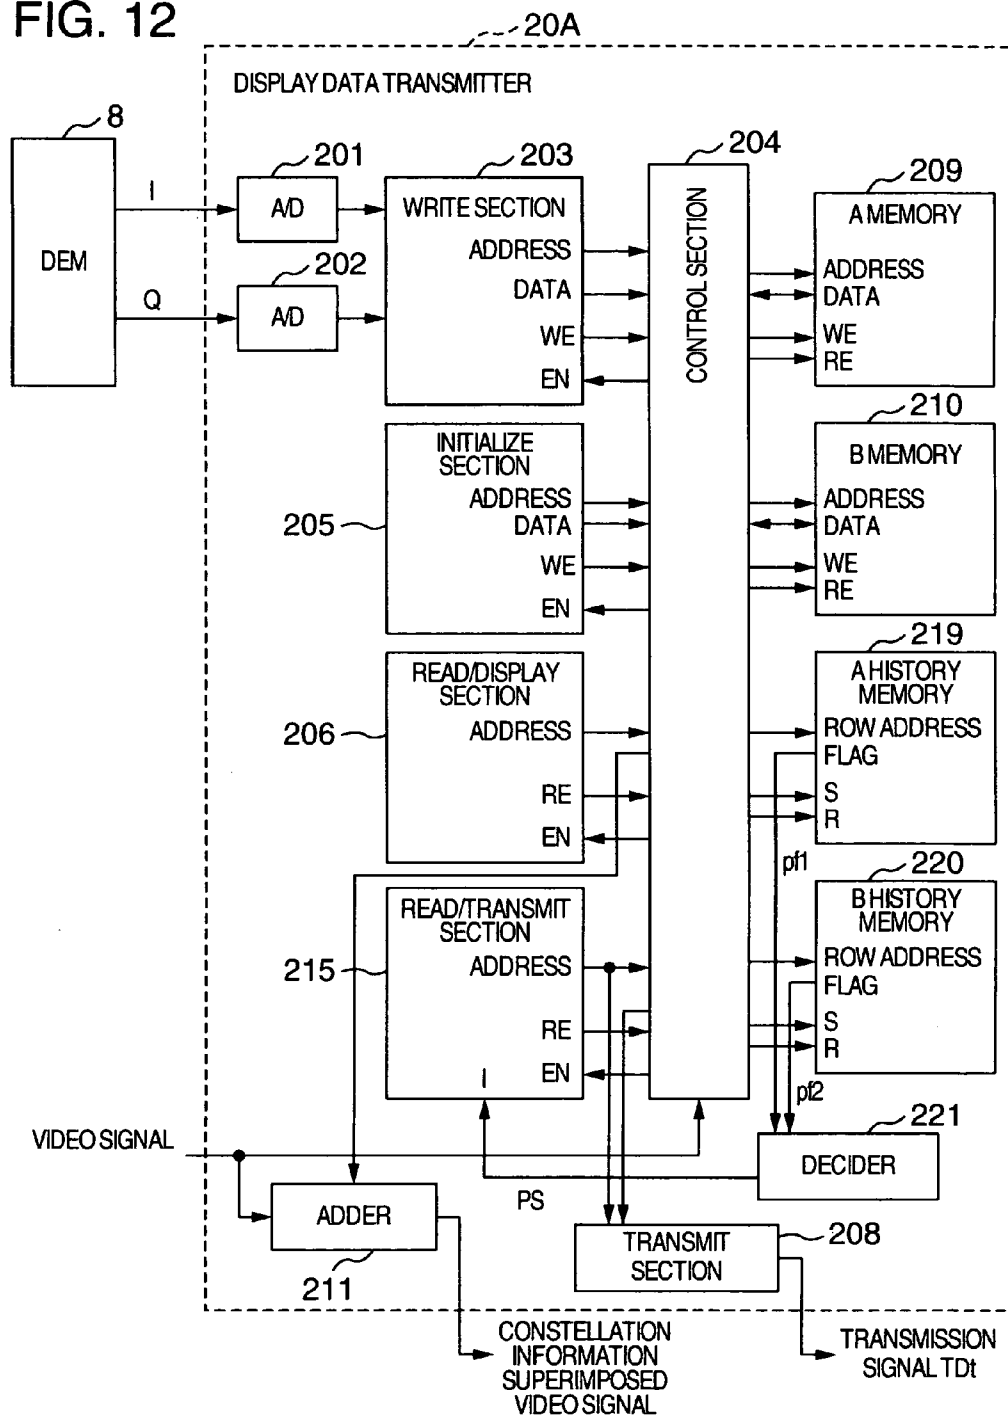 FIG. 12
20A
DISPLAY DATA TRANSMITTER
8
DEM
I
Q
201
A/D
202
A/D
203
WRITE SECTION
ADDRESS
DATA
WE
EN
204
CONTROL SECTION
209
A MEMORY
ADDRESS
DATA
WE
RE
205
INITIALIZE
SECTION
ADDRESS
DATA
WE
EN
210
B MEMORY
ADDRESS
DATA
WE
RE
206
READ/DISPLAY
SECTION
ADDRESS
RE
EN
219
A HISTORY
MEMORY
ROW ADDRESS
FLAG
S
R
pf1
215
READ/TRANSMIT
SECTION
ADDRESS
RE
EN
I
220
B HISTORY
MEMORY
ROW ADDRESS
FLAG
S
R
pf2
VIDEO SIGNAL
221
DECIDER
PS
ADDER
211
208
TRANSMIT
SECTION
CONSTELLATION
INFORMATION
SUPERIMPOSED
VIDEO SIGNAL
TRANSMISSION
SIGNAL TDt